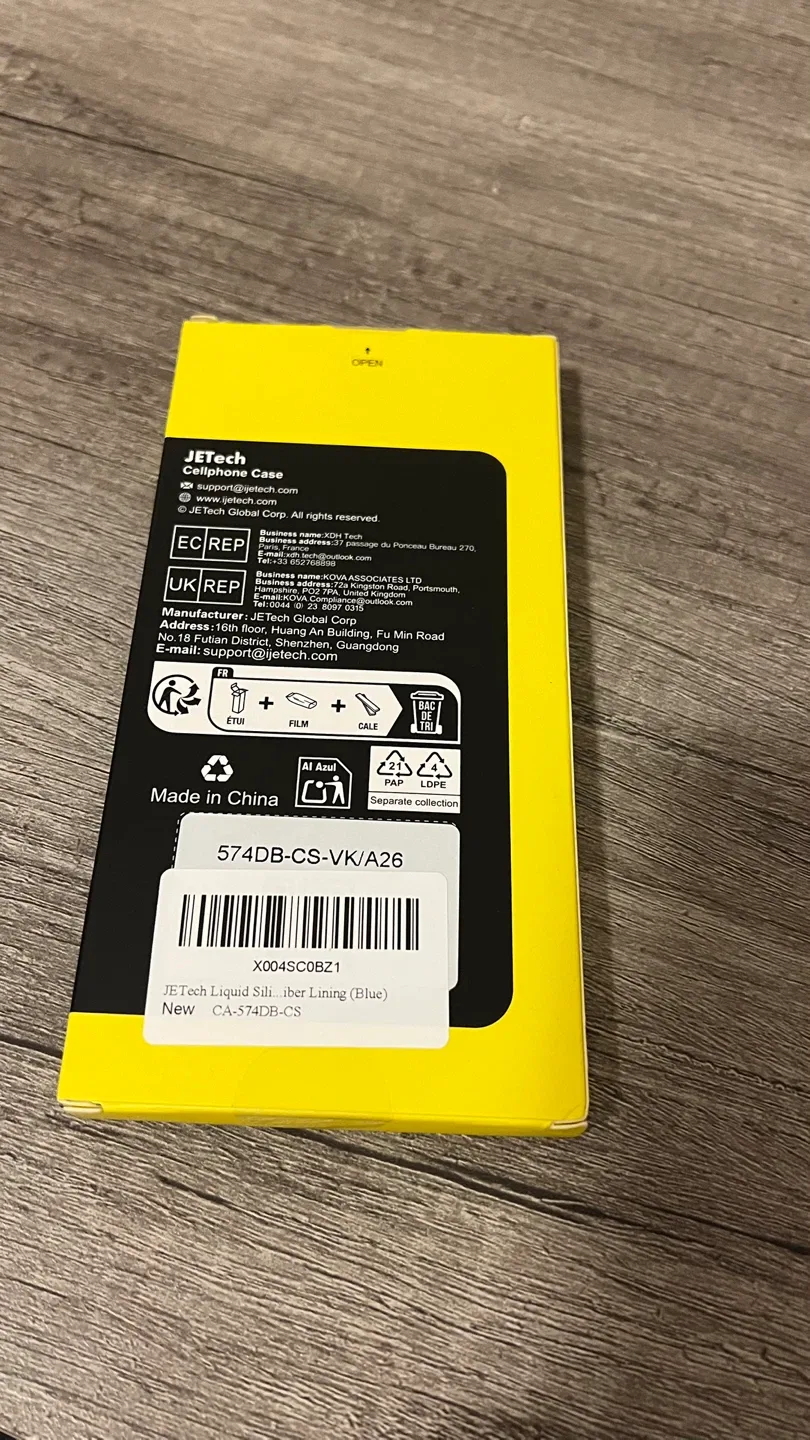 OPEN
JETech
Cellphone Case
support@ijetech.com
www.ijetech.com
© JETech Global Corp. All rights reserved.
EC REP
Business name:XDH Tech
Business address:37 passage du Ponceau Bureau 270,
Paris, France
E-mail:xdh.tech@outlook.com
Tel:+33 652768898
UK REP
Business name:KOVA ASSOCIATES LTD
Business address:72a Kingston Road, Portsmouth,
Hampshire, PO2 7PA, United Kingdom
E-mail:KOVA.Compliance@outlook.com
Tel:0044 (0) 23 8097 0315
Manufacturer: JETech Global Corp
Address:16th floor, Huang An Building, Fu Min Road
No.18 Futian District, Shenzhen, Guangdong
E-mail: support@ijetech.com
FR
ÉTUI + FILM + CALE
BAC
DE
TRI
Made in China
Al Azul
21
PAP
4
LDPE
Separate collection
574DB-CS-VK/A26
X004SC0BZ1
JETech Liquid Sili...iber Lining (Blue)
New CA-574DB-CS